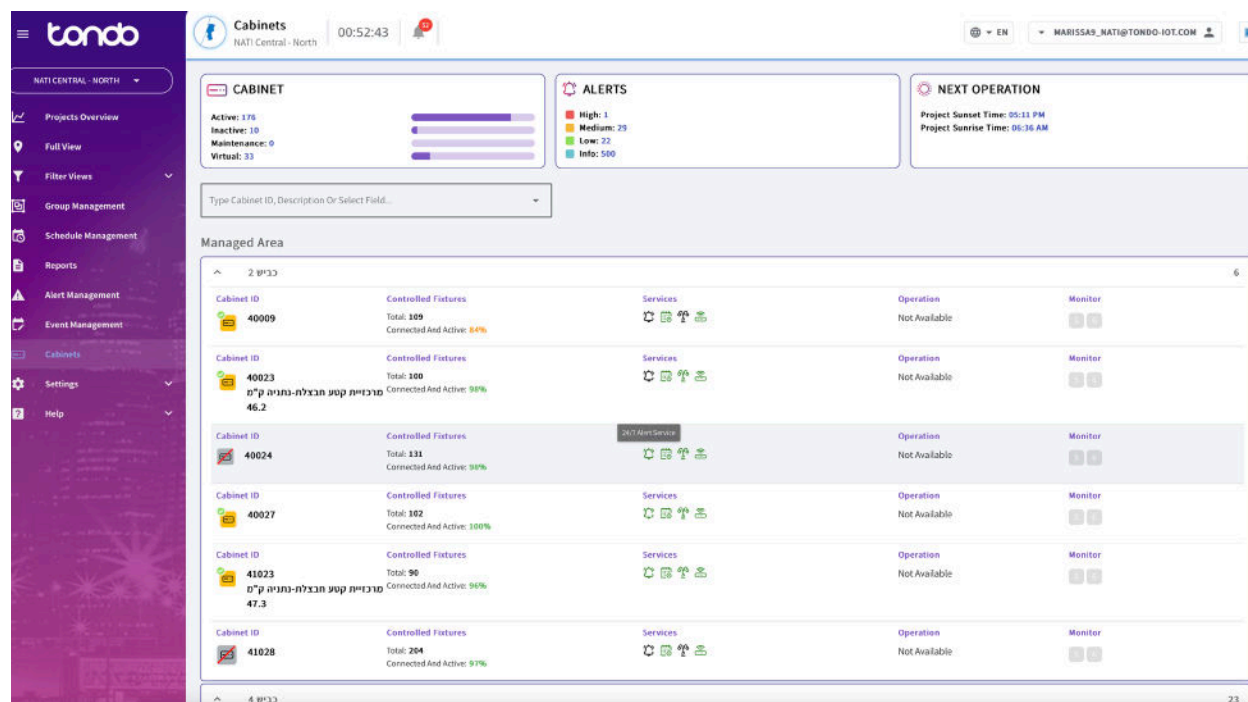 tondo
Cabinets
NATI Central - North
00:52:43
52
EN
MARISSA9_NATI@TONDO-IOT.COM
NATI CENTRAL - NORTH
Projects Overview
Full View
Filter Views
Group Management
Schedule Management
Reports
Alert Management
Event Management
Cabinets
Settings
Help
CABINET
Active: 176
Inactive: 10
Maintenance: 0
Virtual: 33
ALERTS
High: 1
Medium: 29
Low: 22
Info: 500
NEXT OPERATION
Project Sunset Time: 05:11 PM
Project Sunrise Time: 06:36 AM
Type Cabinet ID, Description Or Select Field...
Managed Area
כביש 2 6
Cabinet ID Controlled Fixtures Services Operation Monitor
40009 Total: 109 Not Available
Connected And Active: 84%
Cabinet ID Controlled Fixtures Services Operation Monitor
40023 Total: 100 Not Available
מרכזיית קטע חבצלת-נתניה ק"מ Connected And Active: 98%
46.2
24/7 Alert Service
Cabinet ID Controlled Fixtures Services Operation Monitor
40024 Total: 131 Not Available
Connected And Active: 98%
Cabinet ID Controlled Fixtures Services Operation Monitor
40027 Total: 102 Not Available
Connected And Active: 100%
Cabinet ID Controlled Fixtures Services Operation Monitor
41023 Total: 90 Not Available
מרכזיית קטע חבצלת-נתניה ק"מ Connected And Active: 96%
47.3
Cabinet ID Controlled Fixtures Services Operation Monitor
41028 Total: 204 Not Available
Connected And Active: 97%
כביש 4 23